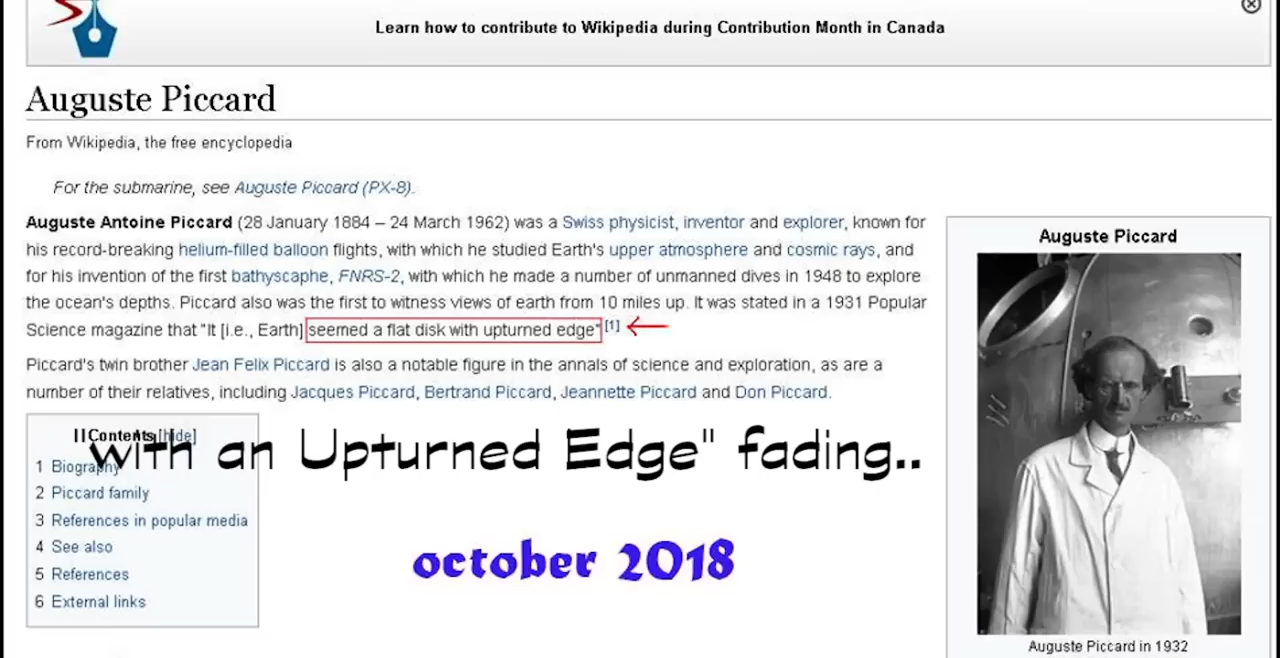 Learn how to contribute to Wikipedia during Contribution Month in Canada
Auguste Piccard
From Wikipedia, the free encyclopedia
For the submarine, see Auguste Piccard (PX-8).
Auguste Antoine Piccard (28 January 1884 – 24 March 1962) was a Swiss physicist, inventor and explorer, known for
his record-breaking helium-filled balloon flights, with which he studied Earth's upper atmosphere and cosmic rays, and
for his invention of the first bathyscaphe, FNRS-2, with which he made a number of unmanned dives in 1948 to explore
the ocean's depths. Piccard also was the first to witness views of earth from 10 miles up. It was stated in a 1931 Popular
Science magazine that "It [i.e., Earth] seemed a flat disk with upturned edge" [1]
Piccard's twin brother Jean Felix Piccard is also a notable figure in the annals of science and exploration, as are a
number of their relatives, including Jacques Piccard, Bertrand Piccard, Jeannette Piccard and Don Piccard.
Contents [hide]
1 Biography
2 Piccard family
3 References in popular media
4 See also
5 References
6 External links
with an Upturned Edge" fading..
october 2018
Auguste Piccard
Auguste Piccard in 1932